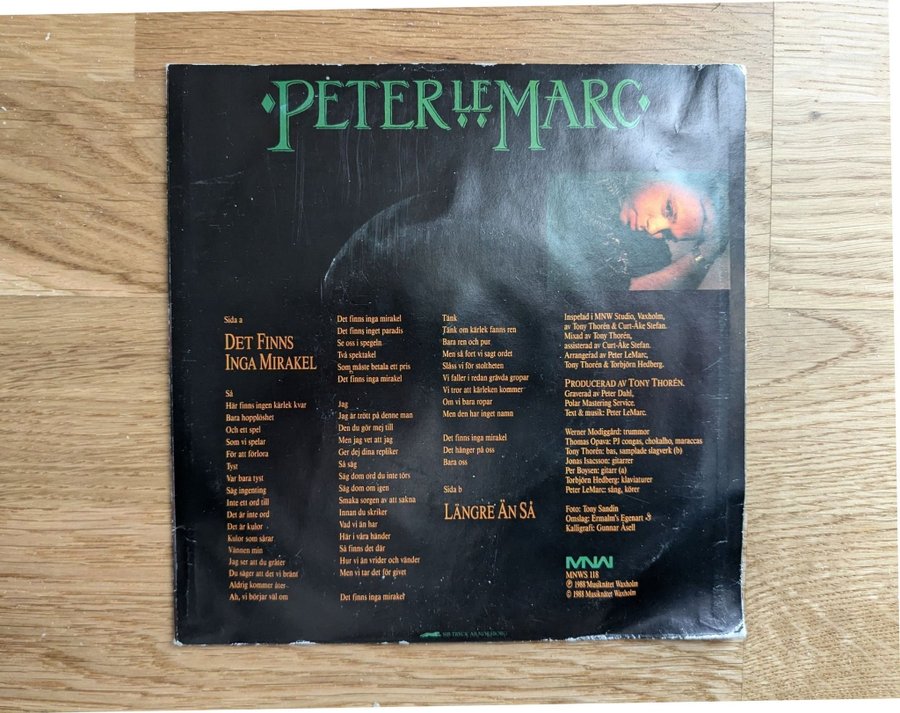 PETER LEMARC
Sida a
DET FINNS
INGA MIRAKEL
Så
Här finns ingen kärlek kvar
Bara hopplöshet
Och ett spel
Som vi spelar
För att förlora
Tyst
Var bara tyst
Säg ingenting
Inte ett ord till
Det är inte ord
Det är kulor
Kulor som sårar
Vännen min
Jag ser att du gråter
Du säger att det vi bränt
Aldrig kommer åter
Ah, vi börjar väl om
Det finns inga mirakel
Det finns inget paradis
Se oss i spegeln
Två spektakel
Som måste betala ett pris
Det finns inga mirakel
Jag
Jag är trött på denne man
Den du gör mej till
Men jag vet att jag
Ger dej dina repliker
Så säg
Säg dom ord du inte törs
Säg dom om igen
Smaka sorgen av att sakna
Innan du skriker
Vad vi än har
Här i våra händer
Så finns det där
Hur vi än vrider och vänder
Men vi tar det för givet
Det finns inga mirakel
Tänk
Tänk om kärlek fanns ren
Bara ren och pur
Men så fort vi sagt ordet
Slåss vi för stoltheten
Vi faller i redan grävda gropar
Vi tror att kärleken kommer
Om vi bara ropar
Men den har inget namn
Det finns inga mirakel
Det hänger på oss
Bara oss
Sida b
LÄNGRE ÄN SÅ
Inspelad i MNW Studio, Vaxholm,
av Tony Thorén & Curt-Åke Stefan.
Mixad av Tony Thorén,
assisterad av Curt-Åke Stefan.
Arrangerad av Peter LeMarc,
Tony Thorén & Torbjörn Hedberg.
PRODUCERAD AV TONY THORÉN.
Graverad av Peter Dahl,
Polar Mastering Service.
Text & musik: Peter LeMarc.
Werner Modiggård: trummor
Thomas Opava: PJ congas, chokalho, maraccas
Tony Thorén: bas, samplade slagverk (b)
Jonas Isacsson: gitarrer
Per Boysen: gitarr (a)
Torbjörn Hedberg: klaviaturer
Peter LeMarc: sång, körer
Foto: Tony Sandin
Omslag: Ermalm's Egenart
Kalligrafi: Gunnar Åsell
MNW
MNWS 118
℗ 1988 Musiknätet Waxholm
© 1988 Musiknätet Waxholm